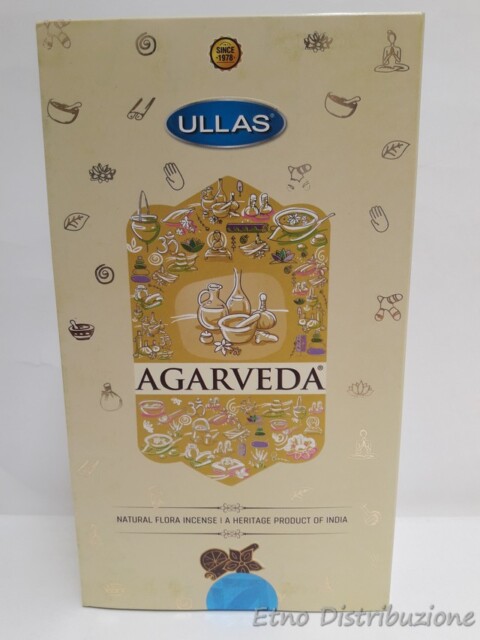 SINCE
1978
ULLAS®
AGARVEDA®
NATURAL FLORA INCENSE | A HERITAGE PRODUCT OF INDIA
Etno Distribuzione